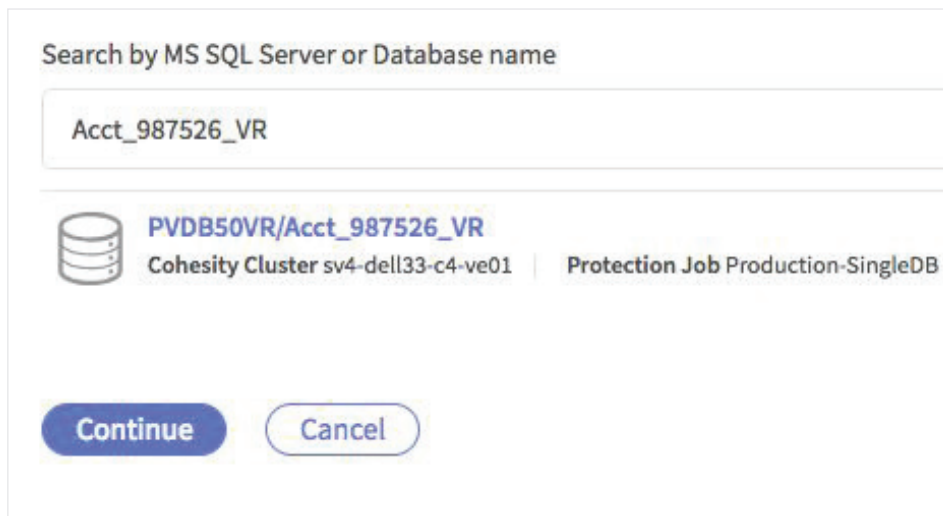 Search by MS SQL Server or Database name
Acct_987526_VR
PVDB50VR/Acct_987526_VR
Cohesity Cluster sv4-dell33-c4-ve01 Protection Job Production-SingleDB
Continue Cancel